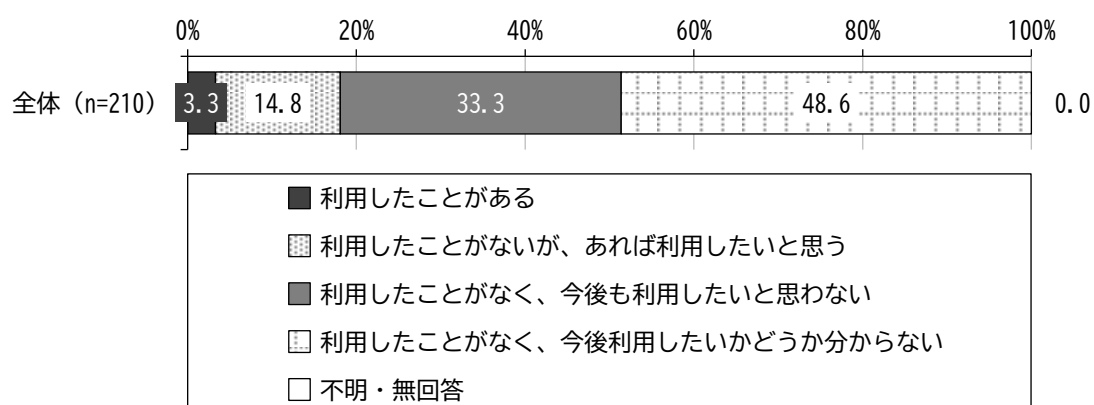 0% 20% 40% 60% 80% 100%
全体（n=210） 3.3 14.8 33.3 48.6 0.0
利用したことがある
利用したことがないが、あれば利用したいと思う
利用したことがなく、今後も利用したいと思わない
利用したことがなく、今後利用したいかどうか分からない
不明・無回答